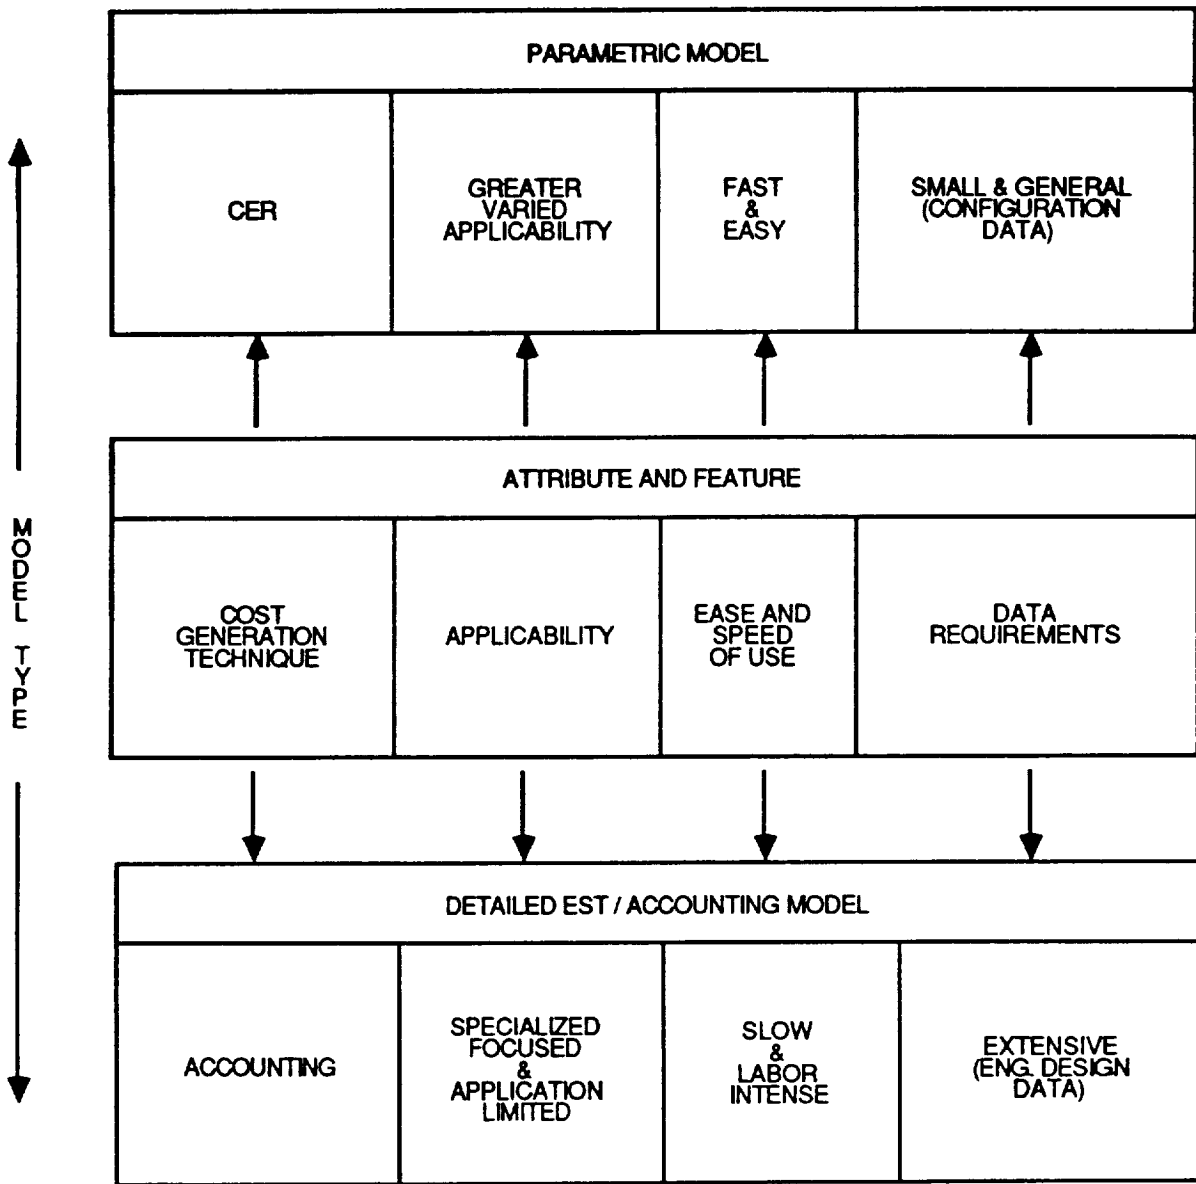 PARAMETRIC MODEL
CER
GREATER
VARIED
APPLICABILITY
FAST
&
EASY
SMALL & GENERAL
(CONFIGURATION
DATA)
ATTRIBUTE AND FEATURE
MODEL TYPE
COST
GENERATION
TECHNIQUE
APPLICABILITY
EASE AND
SPEED
OF USE
DATA
REQUIREMENTS
DETAILED EST / ACCOUNTING MODEL
ACCOUNTING
SPECIALIZED
FOCUSED
&
APPLICATION
LIMITED
SLOW
&
LABOR
INTENSE
EXTENSIVE
(ENG. DESIGN
DATA)